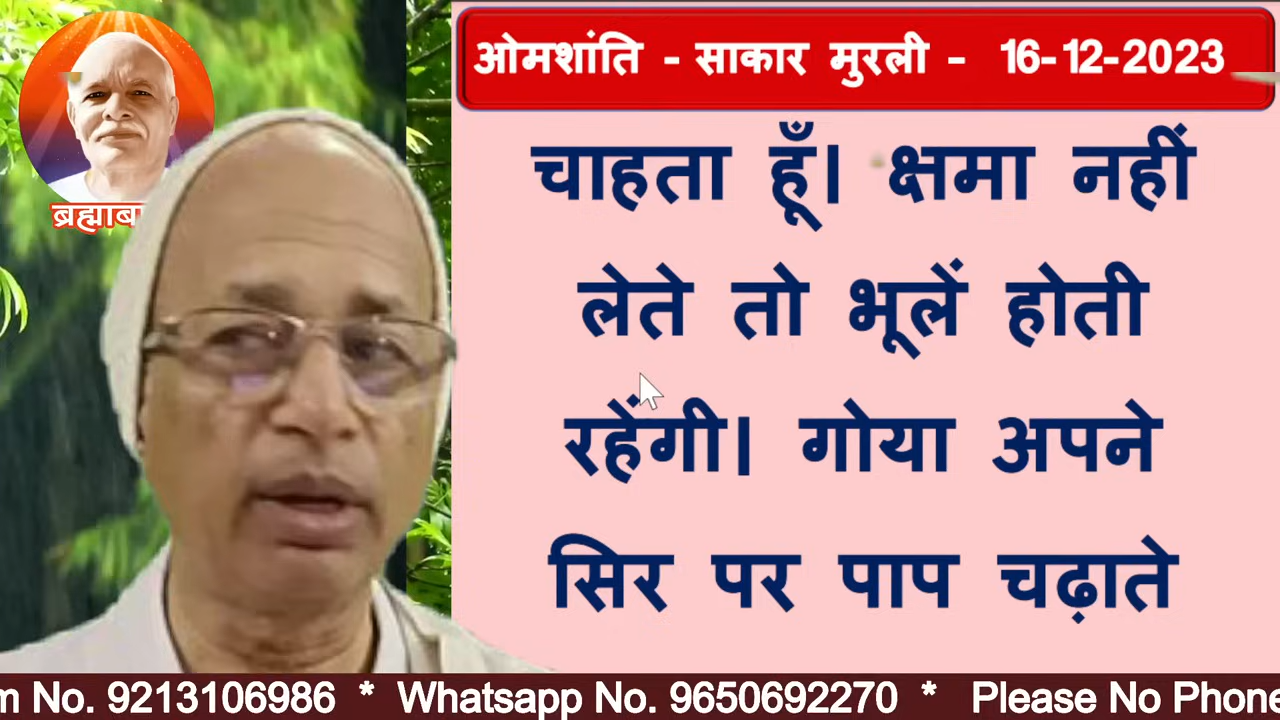 ओमशांति - साकार मुरली - 16-12-2023
चाहता हूँ। क्षमा नहीं
लेते तो भूलें होती
रहेंगी। गोया अपने
सिर पर पाप चढ़ाते
No. 9213106986 * Whatsapp No. 9650692270 * Please No Phone